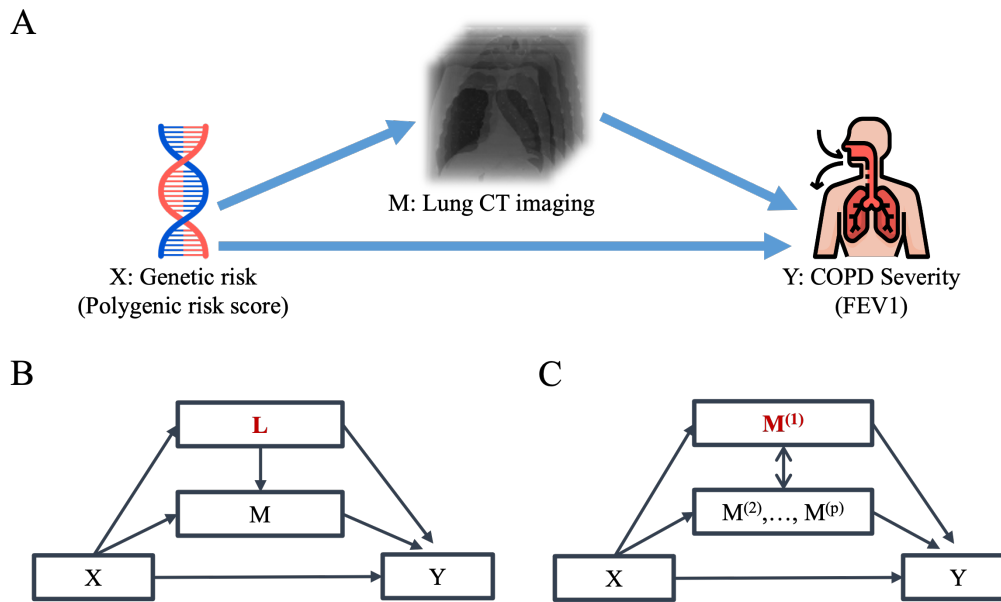 A
M: Lung CT imaging
X: Genetic risk
(Polygenic risk score)
Y: COPD Severity
(FEV1)
B
L
M
X
Y
C
M(1)
M(2),…, M(p)
X
Y